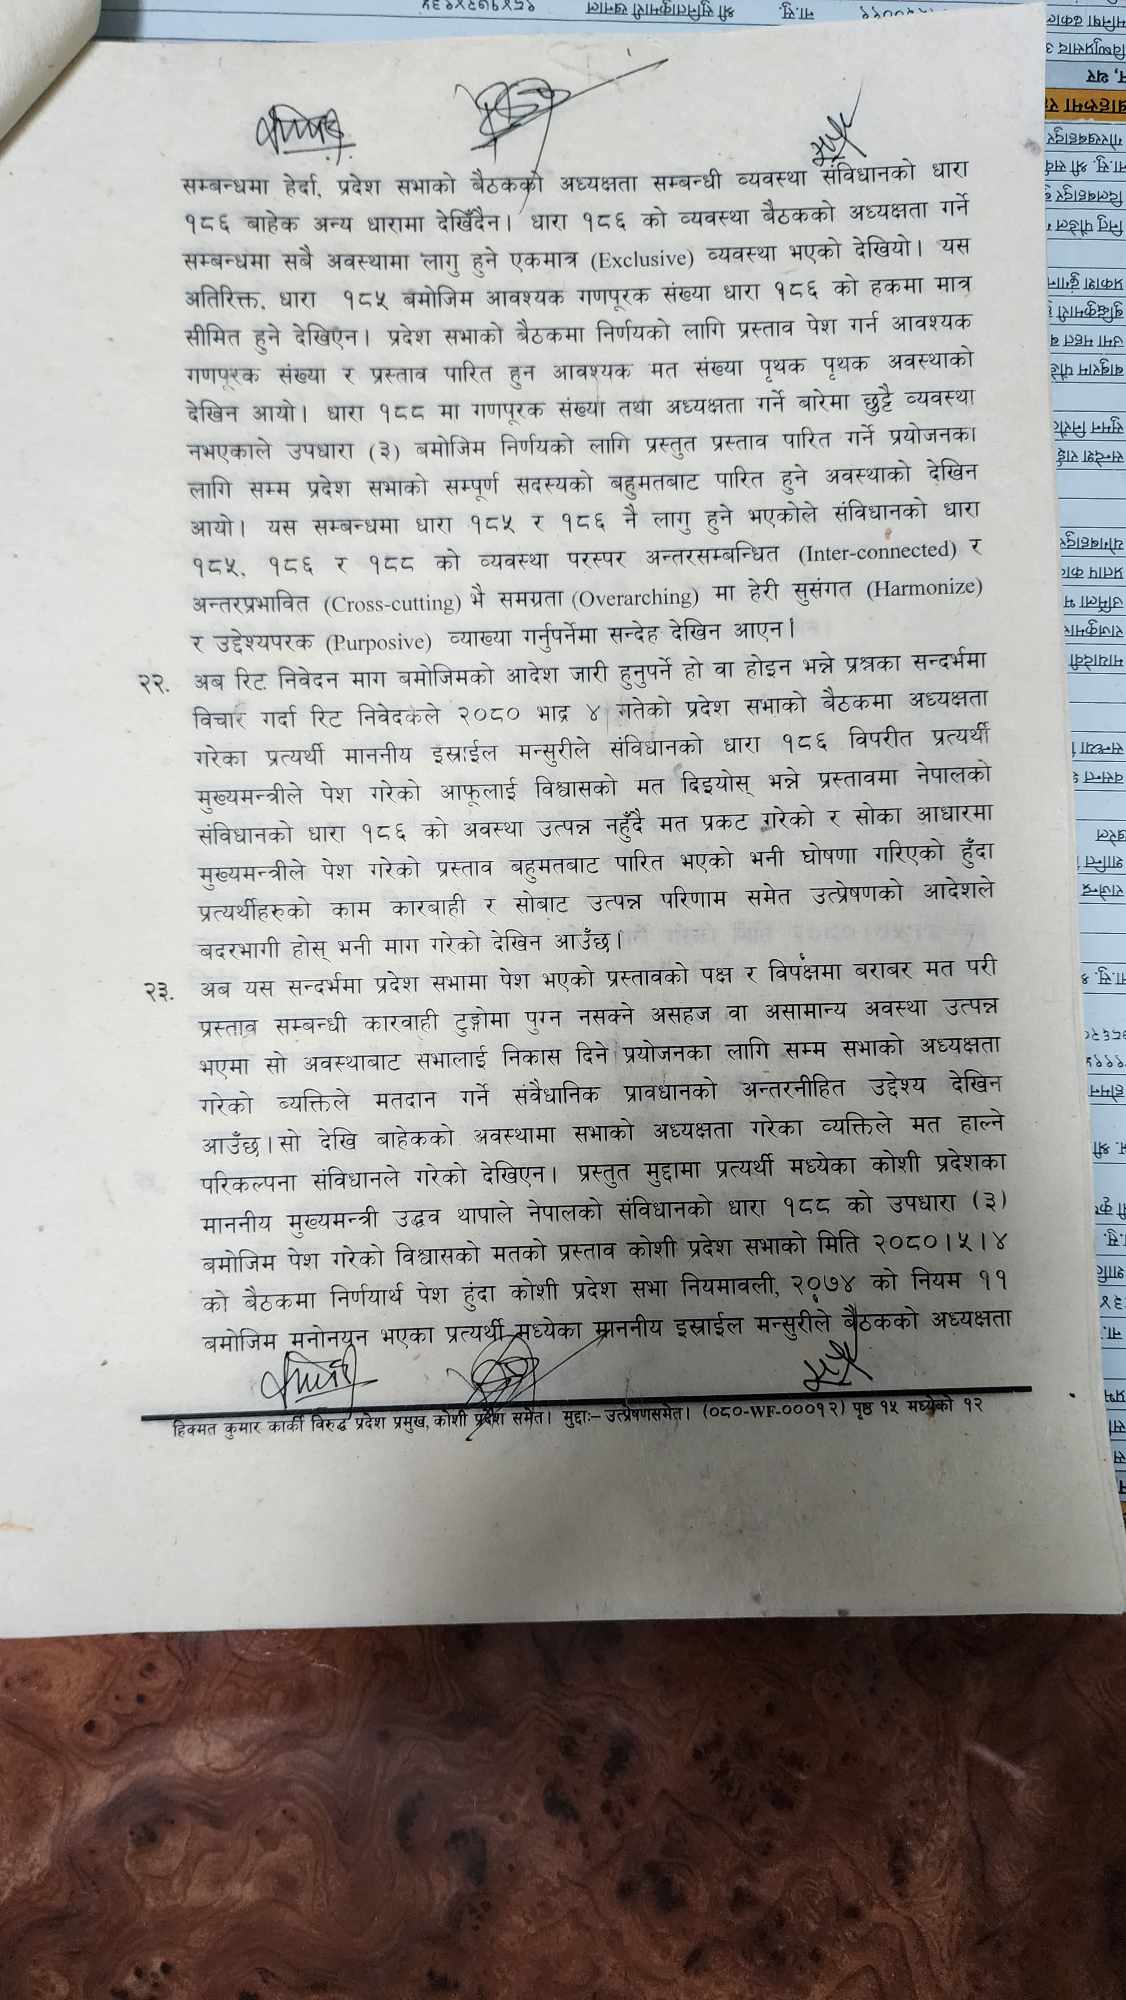 सम्बन्धमा हेर्दा, प्रदेश सभाको बैठकको अध्यक्षता सम्बन्धी व्यवस्था संविधानको धारा
१८६ बाहेक अन्य धारामा देखिँदैन। धारा १८६ को व्यवस्था बैठकको अध्यक्षता गर्ने
सम्बन्धमा सबै अवस्थामा लागु हुने एकमात्र (Exclusive) व्यवस्था भएको देखियो। यस
अतिरिक्त, धारा १८५ बमोजिम आवश्यक गणपूरक संख्या धारा १८६ को हकमा मात्र
सीमित हुने देखिएन। प्रदेश सभाको बैठकमा निर्णयको लागि प्रस्ताव पेश गर्न आवश्यक
गणपूरक संख्या र प्रस्ताव पारित हुन आवश्यक मत संख्या पृथक पृथक अवस्थाको
देखिन आयो। धारा १८८ मा गणपूरक संख्या तथा अध्यक्षता गर्ने बारेमा छुट्टै व्यवस्था
नभएकाले उपधारा (३) बमोजिम निर्णयको लागि प्रस्तुत प्रस्ताव पारित गर्ने प्रयोजनका
लागि सम्म प्रदेश सभाको सम्पूर्ण सदस्यको बहुमतबाट पारित हुने अवस्थाको देखिन
आयो। यस सम्बन्धमा धारा १८५ र १८६ नै लागु हुने भएकोले संविधानको धारा
१८५, १८६ र १८८ को व्यवस्था परस्पर अन्तरसम्बन्धित (Inter-connected) र
अन्तरप्रभावित (Cross-cutting) भै समग्रता (Overarching) मा हेरी सुसंगत (Harmonize)
र उद्देश्यपरक (Purposive) व्याख्या गर्नुपर्नेमा सन्देह देखिन आएन।
२२. अब रिट निवेदन माग बमोजिमको आदेश जारी हुनुपर्ने हो वा होइन भन्ने प्रश्नका सन्दर्भमा
विचार गर्दा रिट निवेदकले २०८० भाद्र ४ गतेको प्रदेश सभाको बैठकमा अध्यक्षता
गरेका प्रत्यर्थी माननीय इस्राईल मन्सुरीले संविधानको धारा १८६ विपरीत प्रत्यर्थी
मुख्यमन्त्रीले पेश गरेको आफूलाई विश्वासको मत दिइयोस् भन्ने प्रस्तावमा नेपालको
संविधानको धारा १८६ को अवस्था उत्पन्न नहुँदै मत प्रकट गरेको र सोका आधारमा
मुख्यमन्त्रीले पेश गरेको प्रस्ताव बहुमतबाट पारित भएको भनी घोषणा गरिएको हुँदा
प्रत्यर्थीहरुको काम कारबाही र सोबाट उत्पन्न परिणाम समेत उत्प्रेषणको आदेशले
बदरभागी होस् भनी माग गरेको देखिन आउँछ।
२३. अब यस सन्दर्भमा प्रदेश सभामा पेश भएको प्रस्तावको पक्ष र विपक्षमा बराबर मत परी
प्रस्ताव सम्बन्धी कारवाही टुङ्गोमा पुग्न नसक्ने असहज वा असामान्य अवस्था उत्पन्न
भएमा सो अवस्थाबाट सभालाई निकास दिने प्रयोजनका लागि सम्म सभाको अध्यक्षता
गरेको व्यक्तिले मतदान गर्ने संवैधानिक प्रावधानको अन्तरनीहित उद्देश्य देखिन
आउँछ। सो देखि बाहेकको अवस्थामा सभाको अध्यक्षता गरेका व्यक्तिले मत हाल्ने
परिकल्पना संविधानले गरेको देखिएन। प्रस्तुत मुद्दामा प्रत्यर्थी मध्येका कोशी प्रदेशका
माननीय मुख्यमन्त्री उद्धव थापाले नेपालको संविधानको धारा १८८ को उपधारा (३)
बमोजिम पेश गरेको विश्वासको मतको प्रस्ताव कोशी प्रदेश सभाको मिति २०८०।५।४
को बैठकमा निर्णयार्थ पेश हुंदा कोशी प्रदेश सभा नियमावली, २०७४ को नियम ११
बमोजिम मनोनयन भएका प्रत्यर्थी मध्येका माननीय इस्राईल मन्सुरीले बैठकको अध्यक्षता
हिक्मत कुमार कार्की विरुद्ध प्रदेश प्रमुख, कोशी प्रदेश समेत। मुद्दाः– उत्प्रेषणसमेत। (०८०-WF-०००१२) पृष्ठ १५ मध्येको १२